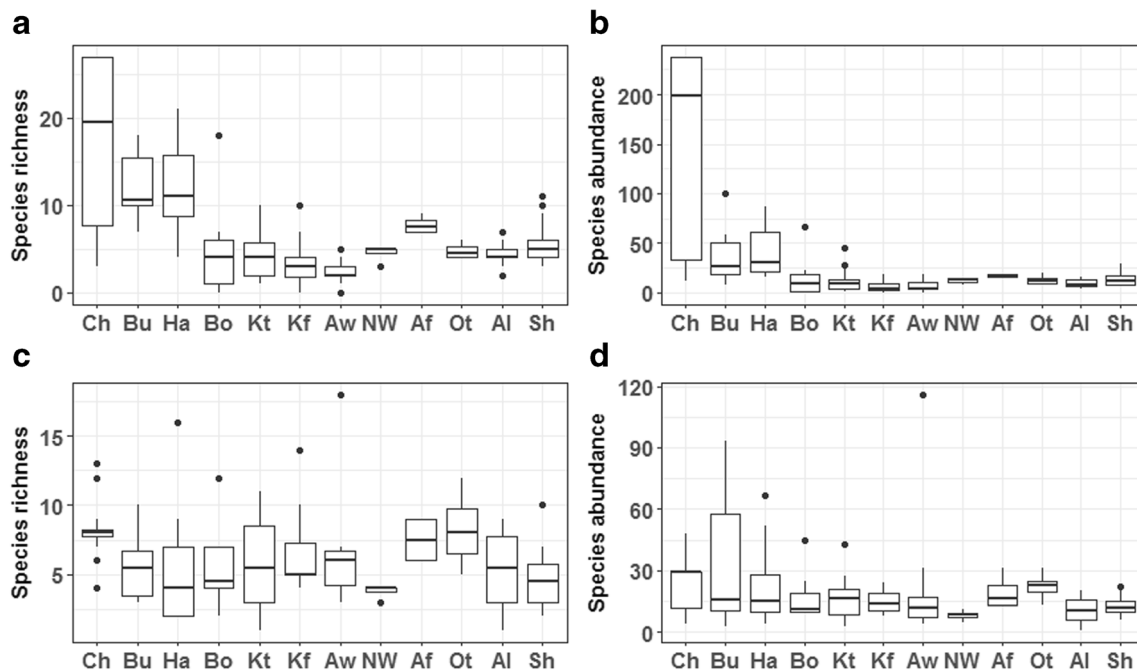 a
Species richness
20
10
0
Ch Bu Ha Bo Kt Kf Aw NW Af Ot Al Sh
b
Species abundance
200
150
100
50
0
Ch Bu Ha Bo Kt Kf Aw NW Af Ot Al Sh
c
Species richness
15
10
5
Ch Bu Ha Bo Kt Kf Aw NW Af Ot Al Sh
d
Species abundance
120
90
60
30
0
Ch Bu Ha Bo Kt Kf Aw NW Af Ot Al Sh